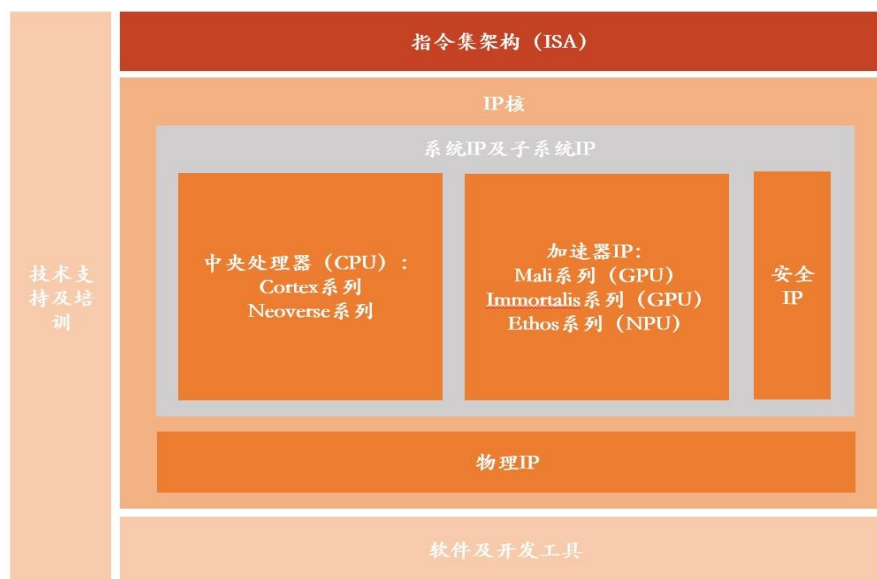 指令集架构（ISA）
IP核
系统IP及子系统IP
中央处理器（CPU）:
Cortex系列
Neoverse系列
加速器IP:
Mali系列（GPU）
Immortalis系列（GPU）
Ethos系列（NPU）
安全
IP
技术支
持及培
训
物理IP
软件及开发工具